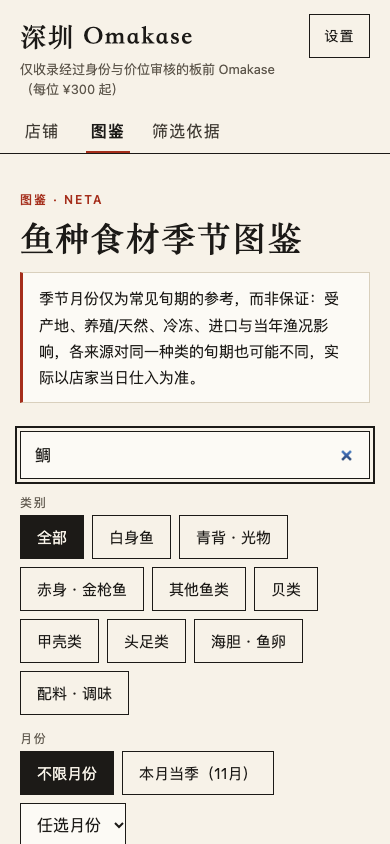 深圳 Omakase
设置
仅收录经过身份与价位审核的板前 Omakase
（每位 ¥300 起）
店铺 图鉴 筛选依据
图鉴 · NETA
鱼种食材季节图鉴
季节月份仅为常见旬期的参考，而非保证：受
产地、养殖/天然、冷冻、进口与当年渔况影
响，各来源对同一种类的旬期也可能不同，实
际以店家当日仕入为准。
鲷
类别
全部 白身鱼 青背 · 光物
赤身 · 金枪鱼 其他鱼类 贝类
甲壳类 头足类 海胆 · 鱼卵
配料 · 调味
月份
不限月份 本月当季（11月）
任选月份